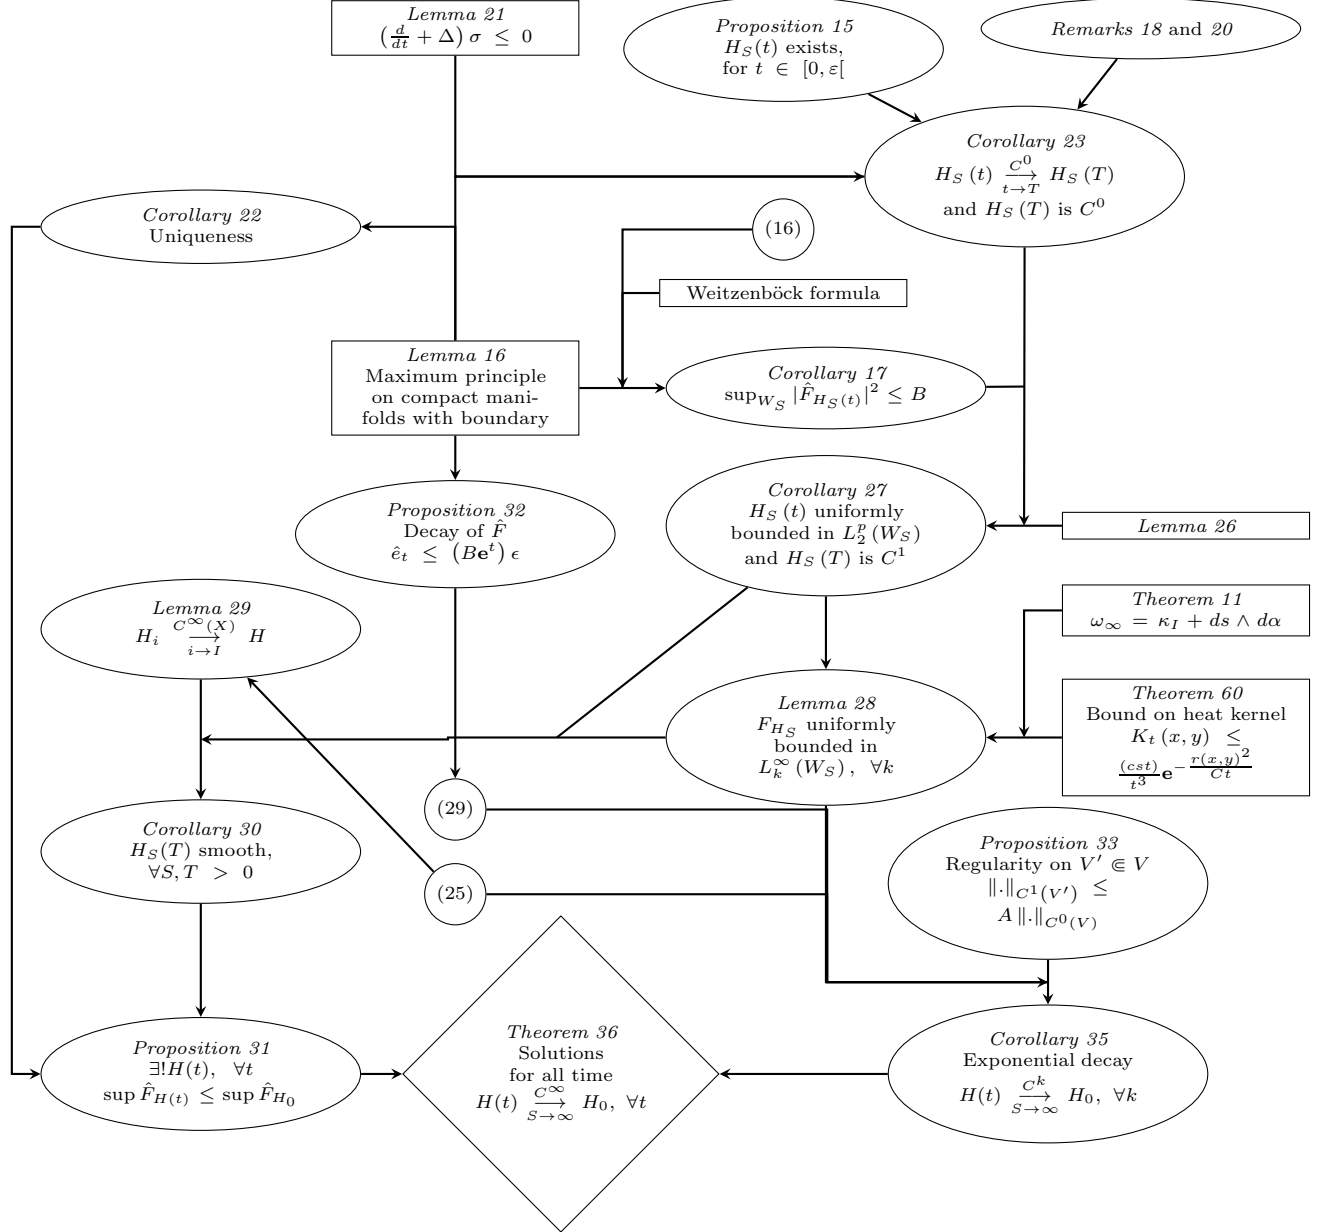 Lemma 21
(d/dt + Δ) σ ≤ 0
Proposition 15
H_S(t) exists,
for t ∈ [0, ε[
Remarks 18 and 20
Corollary 23
H_S (t) C^0 ⟶ t→T H_S (T)
and H_S (T) is C^0
Corollary 22
Uniqueness
(16)
Weitzenböck formula
Lemma 16
Maximum principle
on compact mani-
folds with boundary
Corollary 17
sup_{W_S} |F̂_{H_S(t)}|^2 ≤ B
Corollary 27
H_S (t) uniformly
bounded in L^p_2 (W_S)
and H_S (T) is C^1
Lemma 26
Proposition 32
Decay of F̂
ê_t ≤ (Be^t) ϵ
Lemma 29
H_i C^∞(X) ⟶ i→I H
Theorem 11
ω_∞ = κ_I + ds ∧ dα
Lemma 28
F_{H_S} uniformly
bounded in
L^∞_k (W_S) , ∀k
Theorem 60
Bound on heat kernel
K_t (x, y) ≤
(cst)/t^3 e^{-r(x,y)^2/Ct}
(29)
Corollary 30
H_S(T) smooth,
∀S, T > 0
(25)
Proposition 33
Regularity on V′ ⋐ V
‖.‖_{C^1(V′)} ≤
A ‖.‖_{C^0(V)}
Proposition 31
∃!H(t), ∀t
sup F̂_{H(t)} ≤ sup F̂_{H_0}
Theorem 36
Solutions
for all time
H(t) C^∞ ⟶ S→∞ H_0, ∀t
Corollary 35
Exponential decay
H(t) C^k ⟶ S→∞ H_0, ∀k